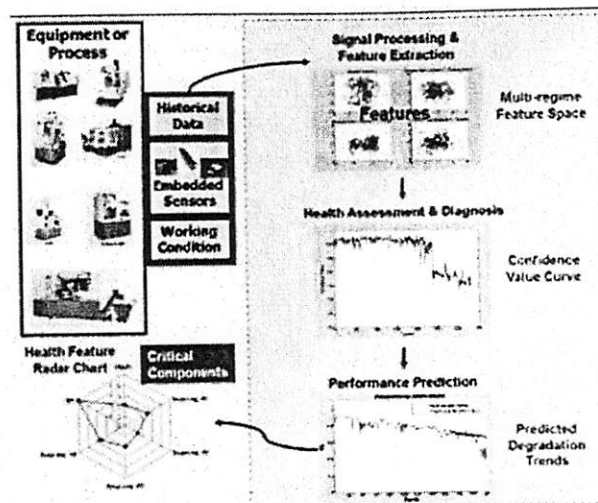 Equipment or
Process
Historical
Data
Embedded
Sensors
Working
Condition
Signal Processing &
Feature Extraction
Features
Multi-regime
Feature Space
Health Assessment & Diagnosis
Confidence
Value Curve
Health Feature
Radar Chart
Critical
Components
Performance Prediction
Predicted
Degradation
Trends